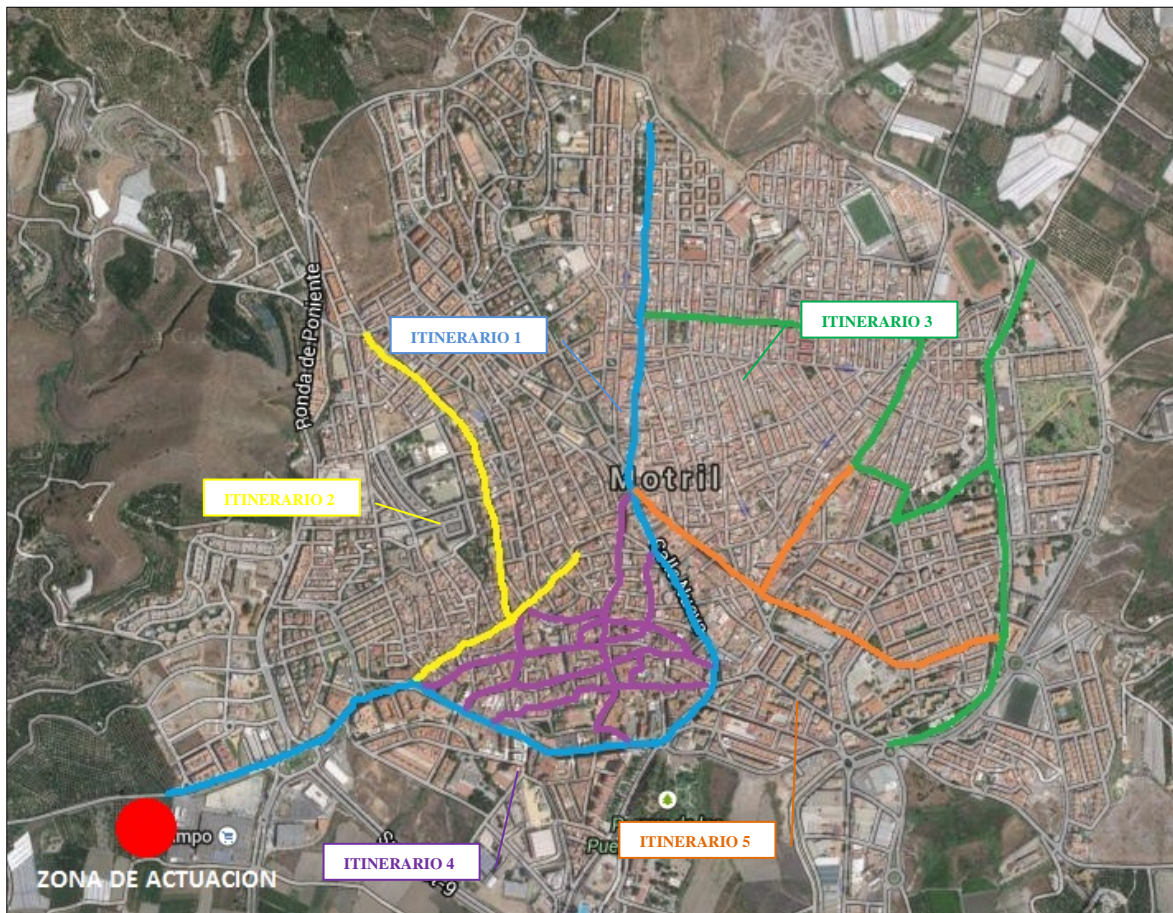 ITINERARIO 3
ITINERARIO 1
Ronda de Poniente
Motril
ITINERARIO 2
Calle Nueva
ITINERARIO 5
ITINERARIO 4
ZONA DE ACTUACION